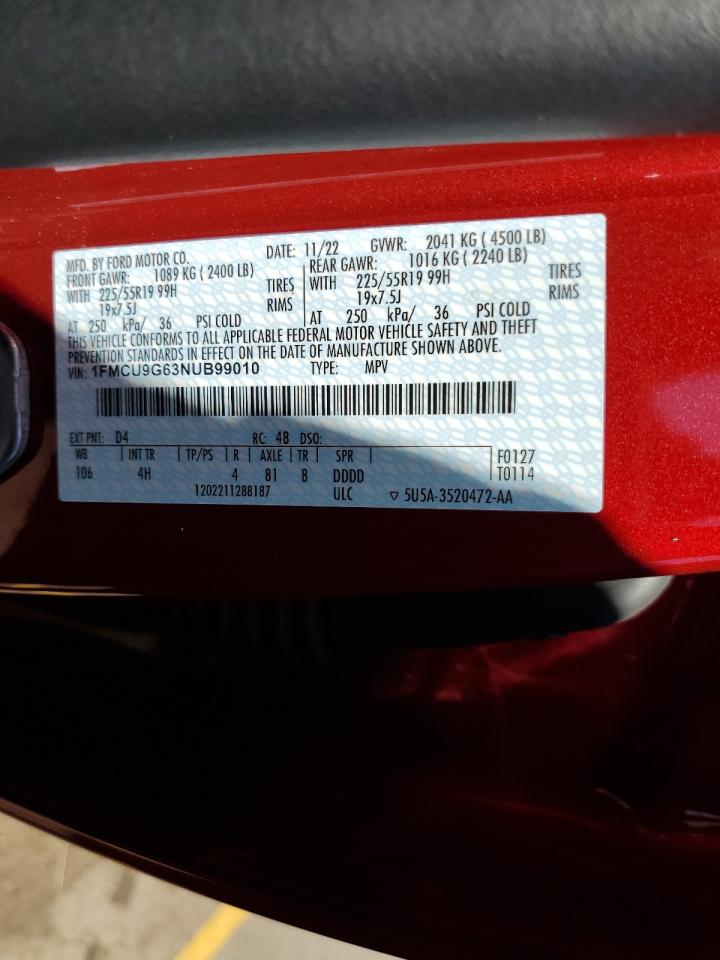 MFD. BY FORD MOTOR CO. DATE: 11/22 GVWR: 2041 KG ( 4500 LB)
FRONT GAWR: 1089 KG ( 2400 LB) REAR GAWR: 1016 KG ( 2240 LB)
WITH 225/55R19 99H TIRES WITH 225/55R19 99H TIRES
19x7.5J RIMS 19x7.5J RIMS
AT 250 kPa/ 36 PSI COLD AT 250 kPa/ 36 PSI COLD
THIS VEHICLE CONFORMS TO ALL APPLICABLE FEDERAL MOTOR VEHICLE SAFETY AND THEFT
PREVENTION STANDARDS IN EFFECT ON THE DATE OF MANUFACTURE SHOWN ABOVE.
VIN: 1FMCU9G63NUB99010 TYPE: MPV
EXT PNT: D4 RC: 48 DSO:
WB INT TR TP/PS R AXLE TR SPR F0127
106 4H 4 81 8 DDDD T0114
1202211288187 ULC ▽ 5U5A-3520472-AA